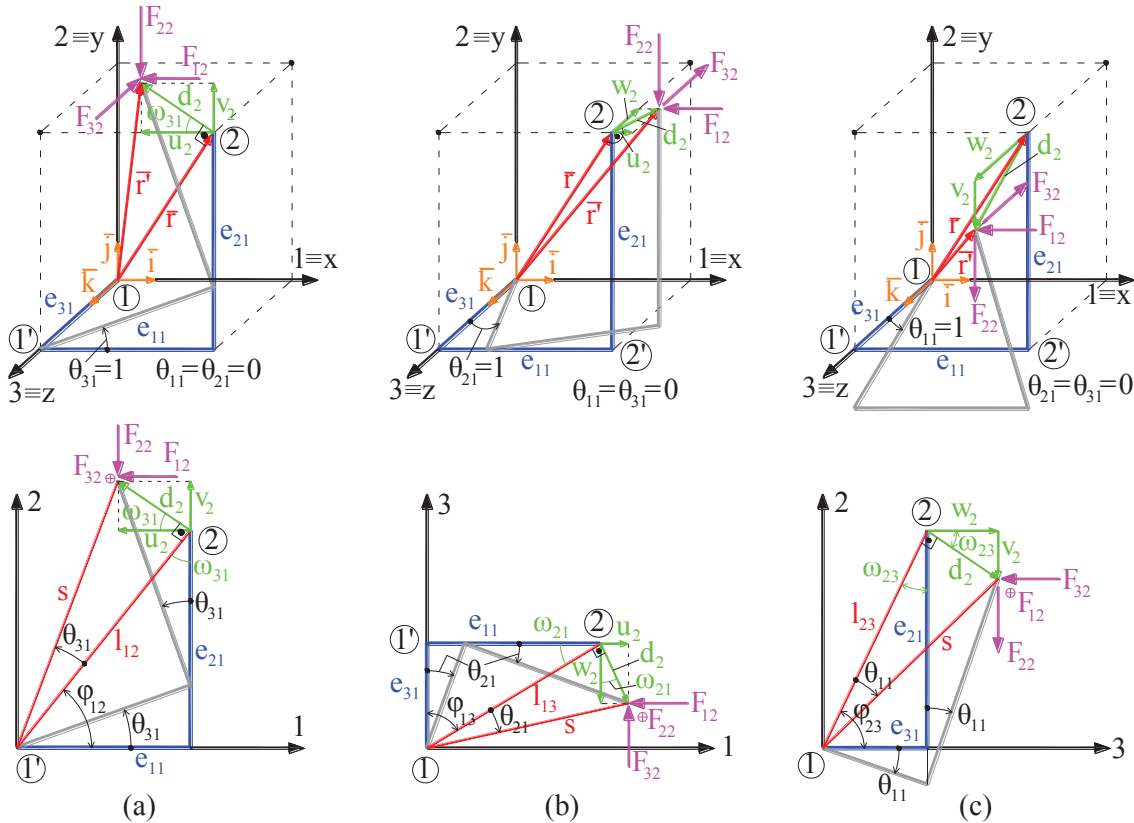 F₂₂
2≡y
F₁₂
F₃₂
ω₃₁
d₂
v₂
u₂
②
r̄'
r̄
e₂₁
j̄
ī
k̄
1≡x
①
e₃₁
①'
e₁₁
θ₃₁=1
θ₁₁=θ₂₁=0
3≡z
2≡y
F₂₂
F₃₂
w₂
②
d₂
F₁₂
u₂
r̄
r̄'
e₂₁
j̄
ī
k̄
1≡x
①
e₃₁
①'
e₁₁
②'
θ₂₁=1
θ₁₁=θ₃₁=0
3≡z
2≡y
②
w₂
d₂
v₂
F₃₂
F₁₂
r̄
r̄'
e₂₁
j̄
ī
k̄
1≡x
①
F₂₂
e₃₁
θ₁₁=1
①'
e₁₁
②'
θ₂₁=θ₃₁=0
3≡z
F₂₂
F₃₂⊕
F₁₂
2
d₂
v₂
ω₃₁
u₂
②
ω₃₁
s
θ₃₁
θ₃₁
l₁₂
e₂₁
φ₁₂
θ₃₁
①'
e₁₁
1
(a)
3
①'
e₁₁
②
ω₂₁
u₂
θ₂₁
w₂
d₂
ω₂₁
e₃₁
l₁₃
φ₁₃
θ₂₁
F₁₂
⊕F₂₂
s
F₃₂
①
1
(b)
2
②
w₂
ω₂₃
v₂
d₂
ω₂₃
F₃₂
⊕F₁₂
l₂₃
e₂₁
s
F₂₂
θ₁₁
φ₂₃
θ₁₁
e₃₁
①
3
θ₁₁
(c)